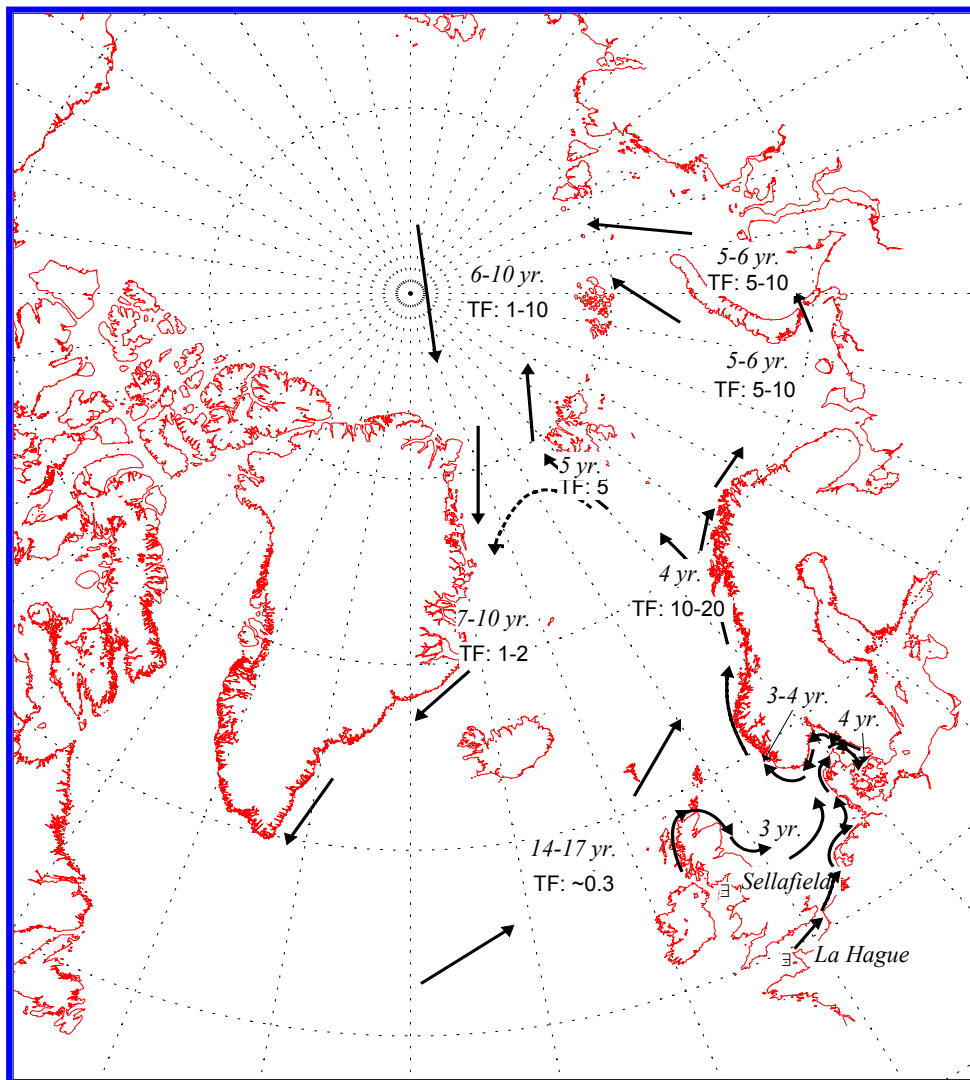 5-6 yr.
TF: 5-10
6-10 yr.
TF: 1-10
5-6 yr.
TF: 5-10
5 yr.
TF: 5
4 yr.
TF: 10-20
7-10 yr.
TF: 1-2
3-4 yr.
4 yr.
3 yr.
14-17 yr.
TF: ~0.3
Sellafield
E
La Hague
E